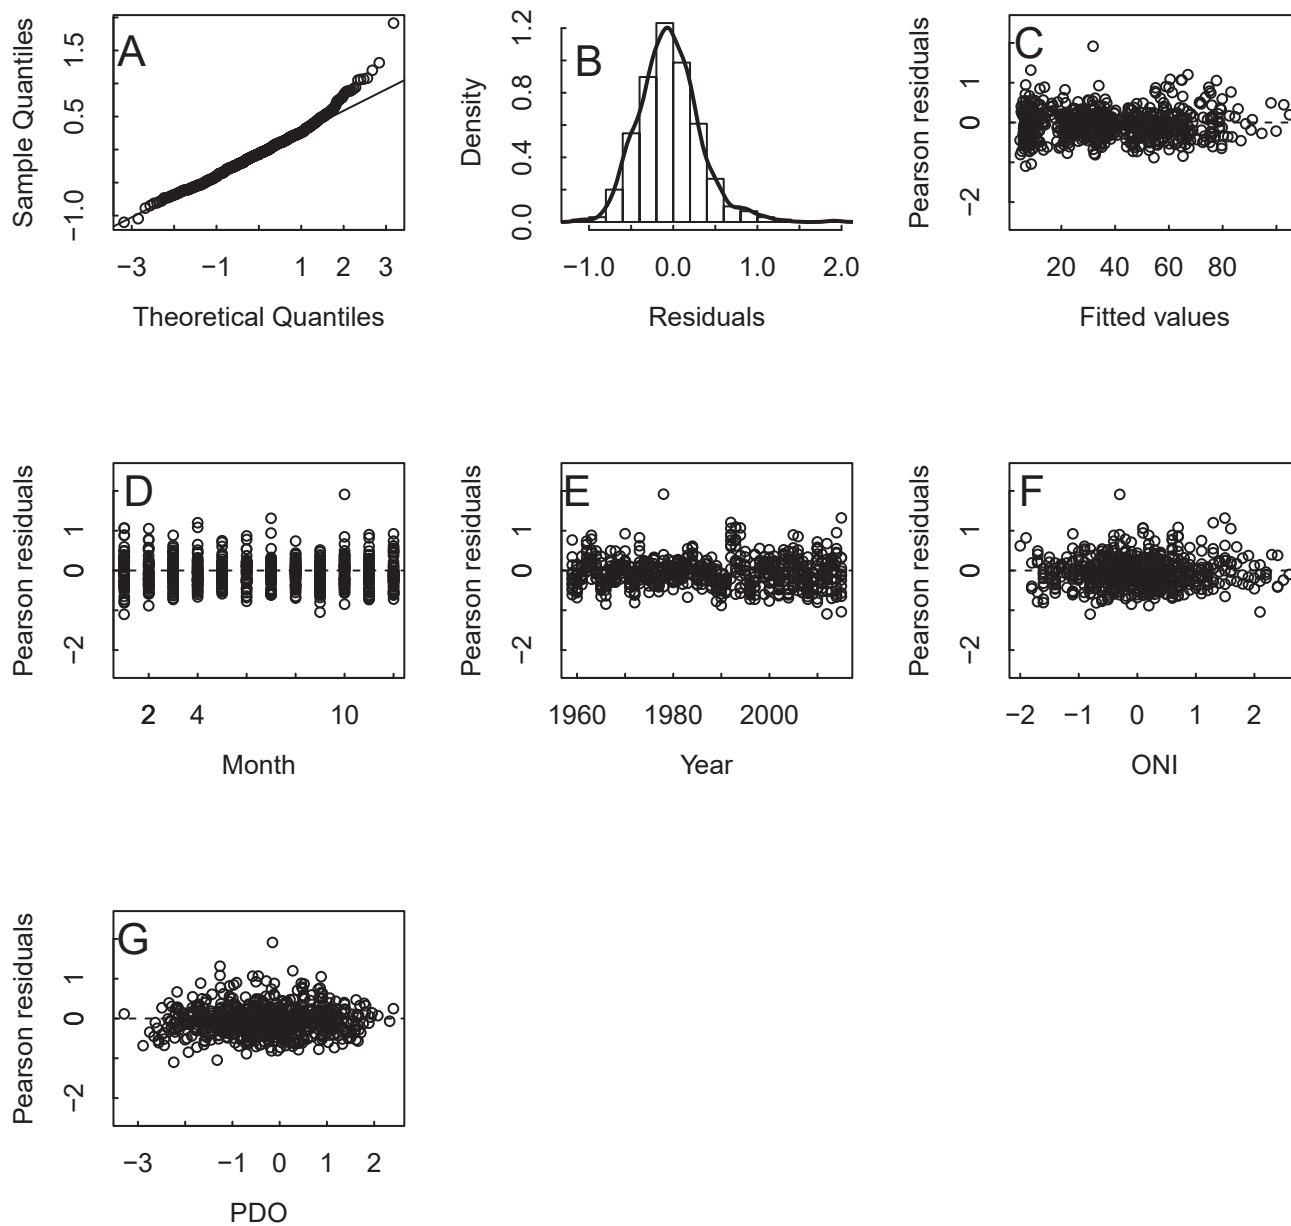 A
Sample Quantiles
−1.0 0.5 1.5
−3 −1 1 2 3
Theoretical Quantiles
B
Density
0.0 0.4 0.8 1.2
−1.0 0.0 1.0 2.0
Residuals
C
Pearson residuals
−2 0 1
20 40 60 80
Fitted values
D
Pearson residuals
−2 0 1
2 4 10
Month
E
Pearson residuals
−2 0 1
1960 1980 2000
Year
F
Pearson residuals
−2 0 1
−2 −1 0 1 2
ONI
G
Pearson residuals
−2 0 1
−3 −1 0 1 2
PDO